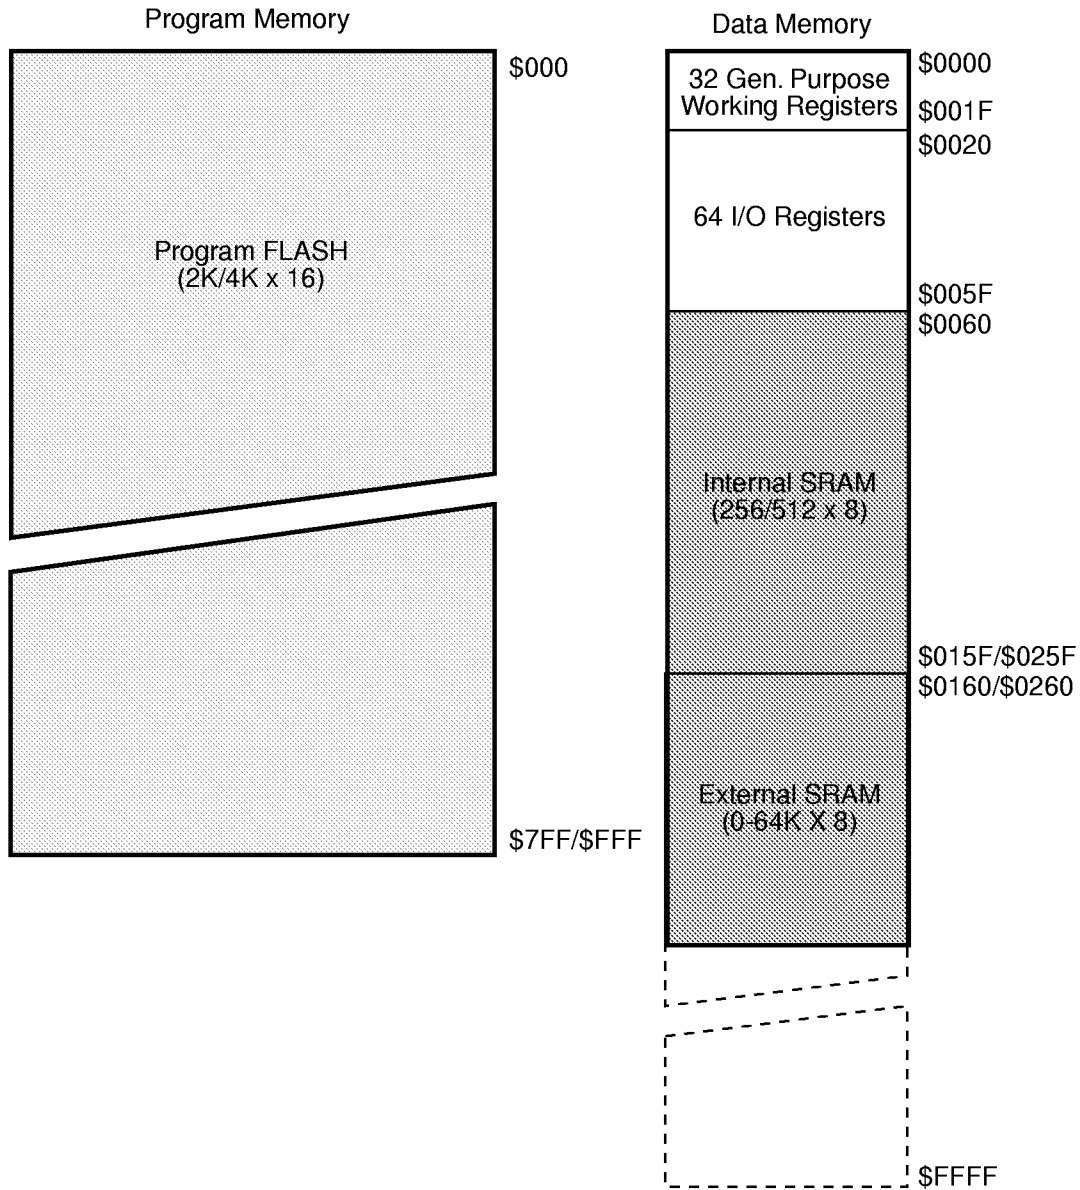 Program Memory
$000
Program FLASH
(2K/4K x 16)
$7FF/$FFF
Data Memory
$0000
32 Gen. Purpose
Working Registers
$001F
$0020
64 I/O Registers
$005F
$0060
Internal SRAM
(256/512 x 8)
$015F/$025F
$0160/$0260
External SRAM
(0-64K X 8)
$FFFF